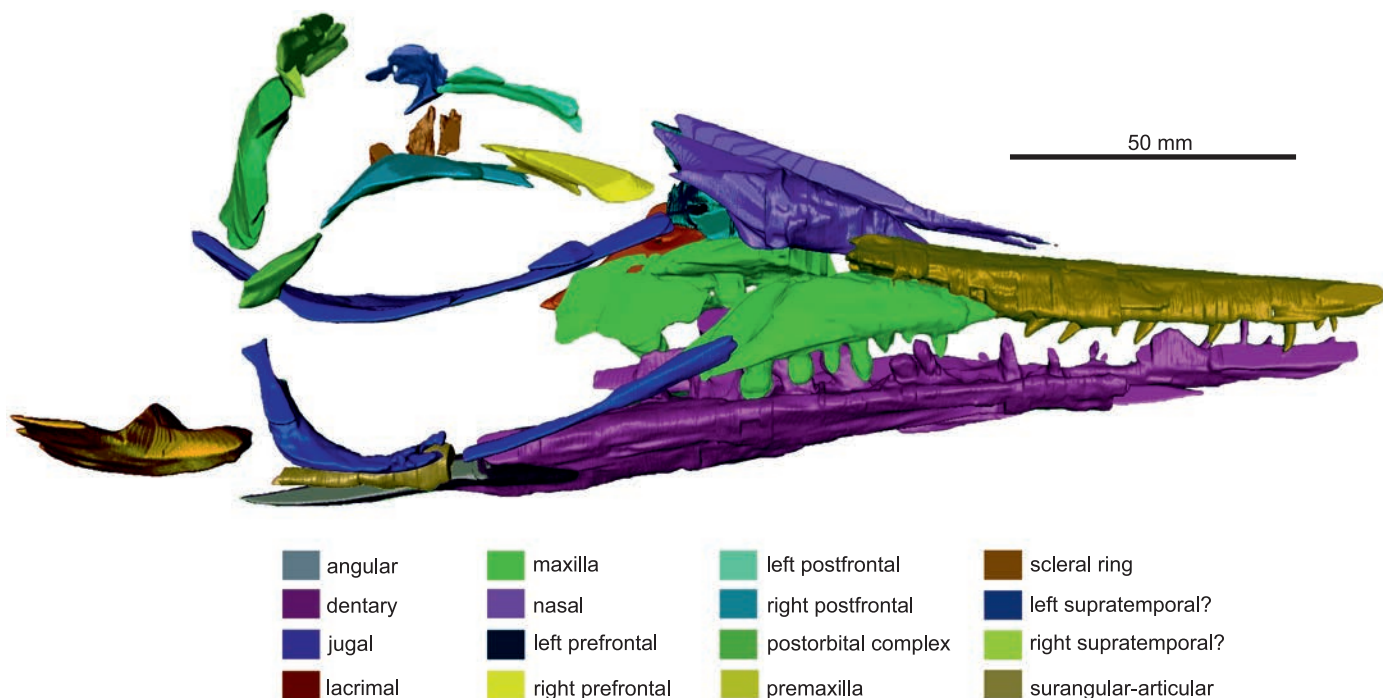 50 mm
angular
maxilla
left postfrontal
scleral ring
dentary
nasal
right postfrontal
left supratemporal?
jugal
left prefrontal
postorbital complex
right supratemporal?
lacrimal
right prefrontal
premaxilla
surangular-articular